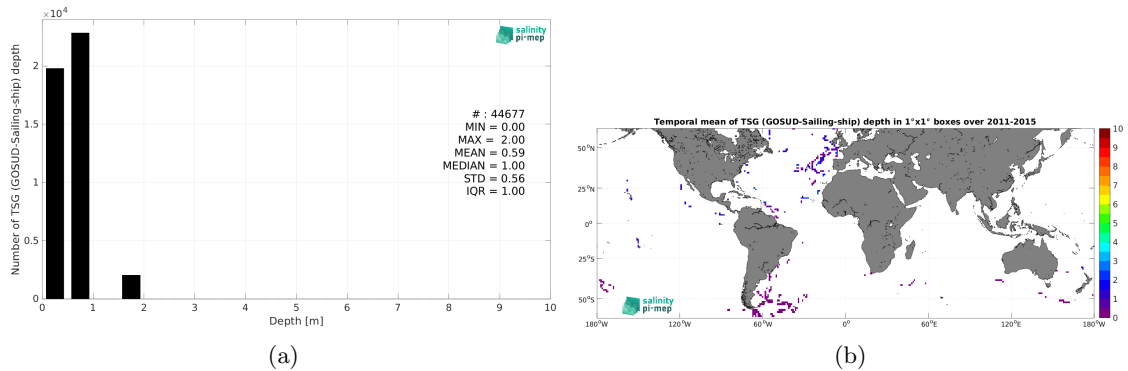 ×10⁴
salinity
pi-mep
Number of TSG (GOSUD-Sailing-ship) depth
2
1.5
1
0.5
0
# : 44677
MIN = 0.00
MAX = 2.00
MEAN = 0.59
MEDIAN = 1.00
STD = 0.56
IQR = 1.00
0 1 2 3 4 5 6 7 8 9 10
Depth [m]
(a)
Temporal mean of TSG (GOSUD-Sailing-ship) depth in 1°x1° boxes over 2011-2015
50°N
25°N
0°
25°S
50°S
salinity
pi-mep
180°W 120°W 60°W 0°E 60°E 120°E 180°W
10
9
8
7
6
5
4
3
2
1
0
(b)